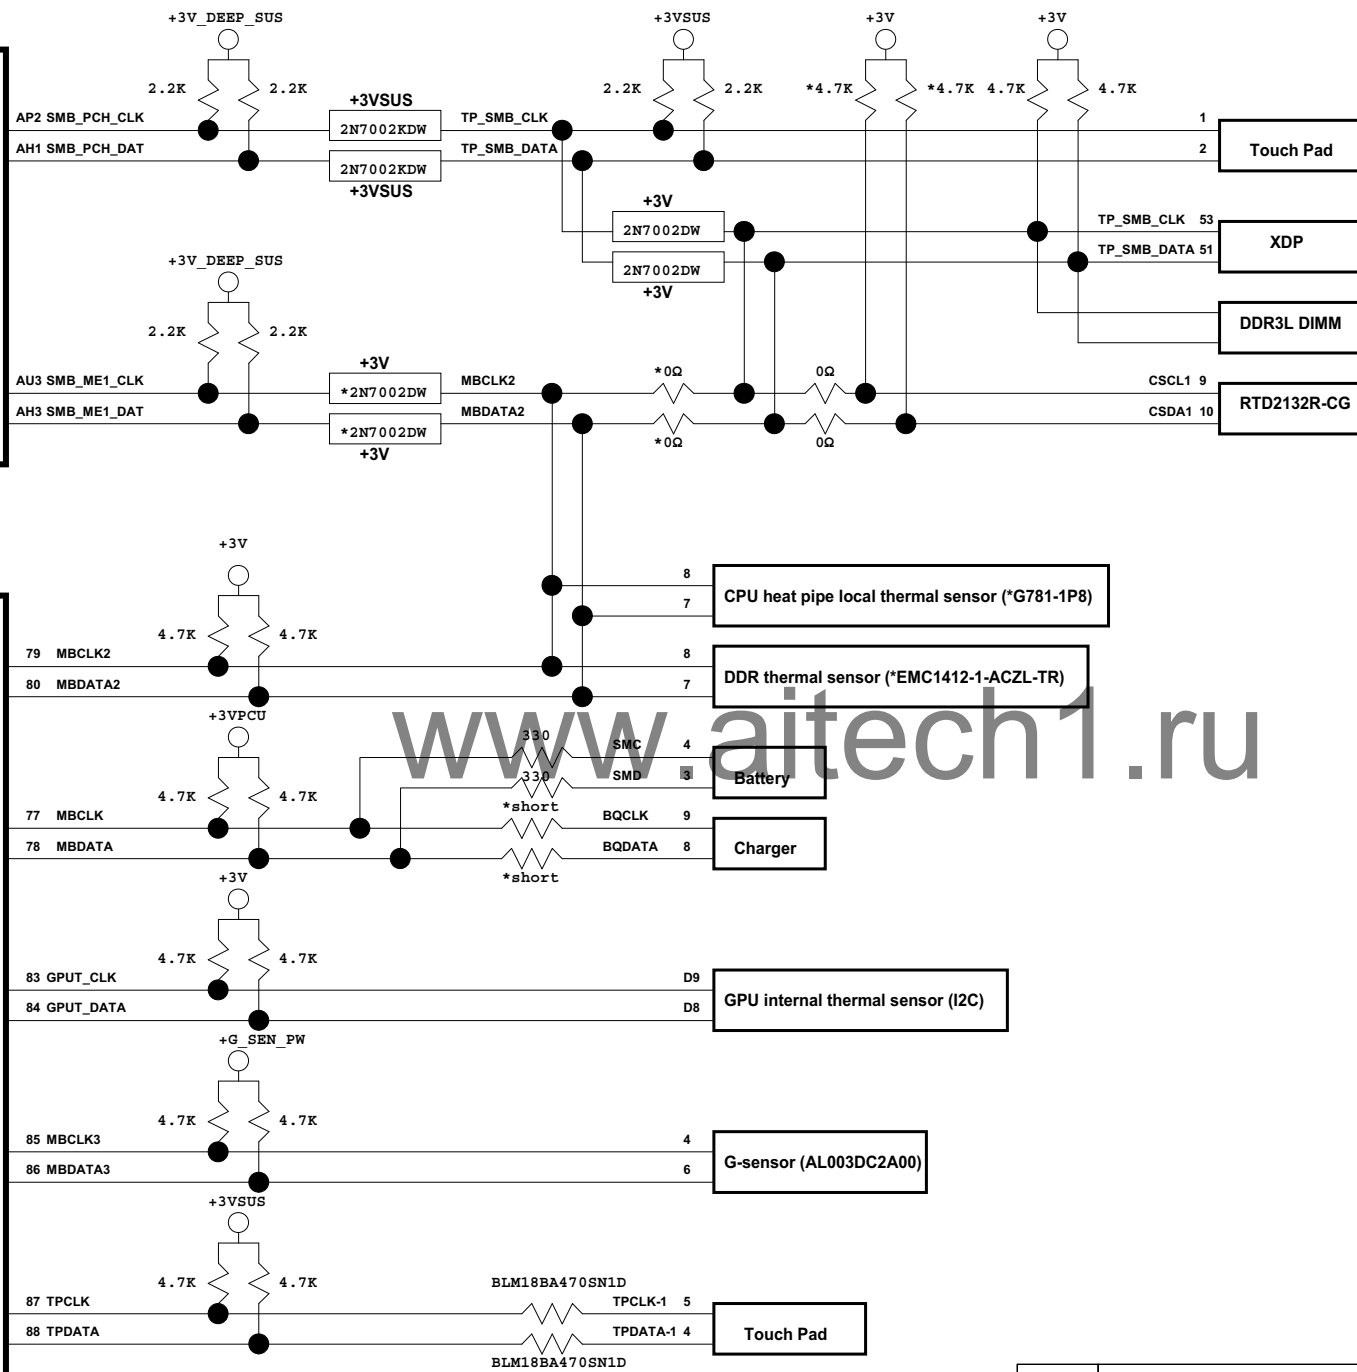 +3V_DEEP_SUS +3VSUS +3V +3V
2.2K 2.2K 2.2K 2.2K *4.7K *4.7K 4.7K 4.7K
+3VSUS
AP2 SMB_PCH_CLK 2N7002KDW TP_SMB_CLK 1
AH1 SMB_PCH_DAT 2N7002KDW TP_SMB_DATA 2 Touch Pad
+3VSUS
+3V
2N7002DW TP_SMB_CLK 53
2N7002DW TP_SMB_DATA 51 XDP
+3V
+3V_DEEP_SUS
DDR3L DIMM
2.2K 2.2K
+3V *0Ω 0Ω
AU3 SMB_ME1_CLK *2N7002DW MBCLK2 CSCL1 9
AH3 SMB_ME1_DAT *2N7002DW MBDATA2 CSDA1 10 RTD2132R-CG
+3V *0Ω 0Ω
+3V
8
7 CPU heat pipe local thermal sensor (*G781-1P8)
4.7K 4.7K
79 MBCLK2 8
80 MBDATA2 7 DDR thermal sensor (*EMC1412-1-ACZL-TR)
www.aitech1.ru
+3VPCU
330 SMC 4
330 SMD 3 Battery
4.7K 4.7K
*short
77 MBCLK BQCLK 9
78 MBDATA BQDATA 8 Charger
*short
+3V
4.7K 4.7K
83 GPUT_CLK D9
84 GPUT_DATA D8 GPU internal thermal sensor (I2C)
+G_SEN_PW
4.7K 4.7K
85 MBCLK3 4
86 MBDATA3 6 G-sensor (AL003DC2A00)
+3VSUS
4.7K 4.7K BLM18BA470SN1D
87 TPCLK TPCLK-1 5
88 TPDATA TPDATA-1 4 Touch Pad
BLM18BA470SN1D